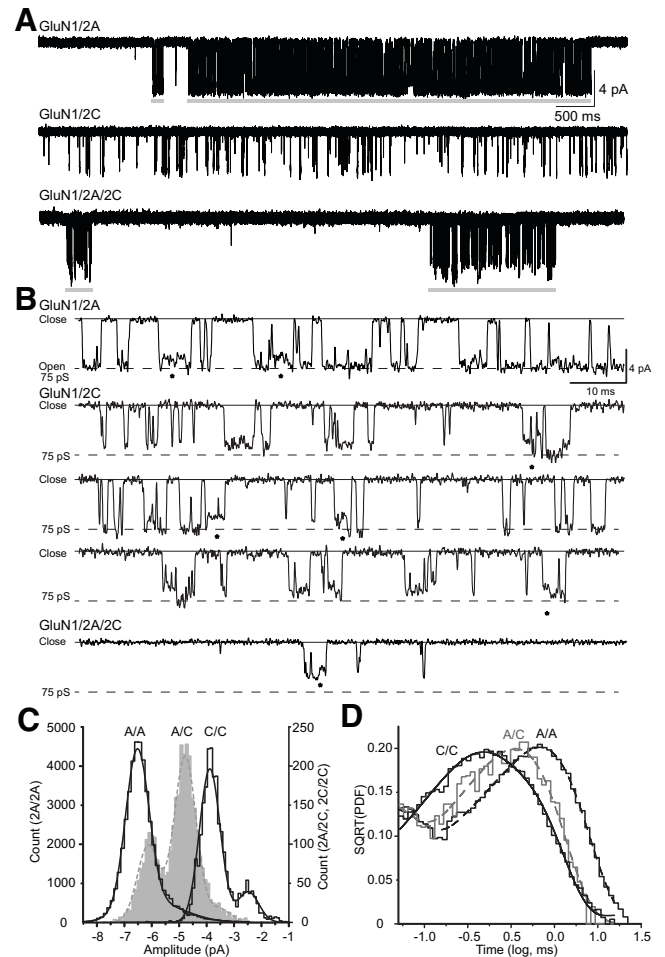 A
GluN1/2A
4 pA
500 ms
GluN1/2C
GluN1/2A/2C
B
GluN1/2A
Close
Open
75 pS
4 pA
10 ms
GluN1/2C
Close
75 pS
Close
75 pS
Close
75 pS
GluN1/2A/2C
Close
75 pS
C
D
A/A A/C C/C
5000
4000
3000
2000
1000
0
Count (2A/2A)
250
200
150
100
50
0
Count (2A/2C, 2C/2C)
-8 -7 -6 -5 -4 -3 -2 -1
Amplitude (pA)
C/C A/C A/A
0.20
0.15
0.10
0.05
0
SQRT(PDF)
-1.0 -0.5 0.0 1.0 1.5
Time (log, ms)